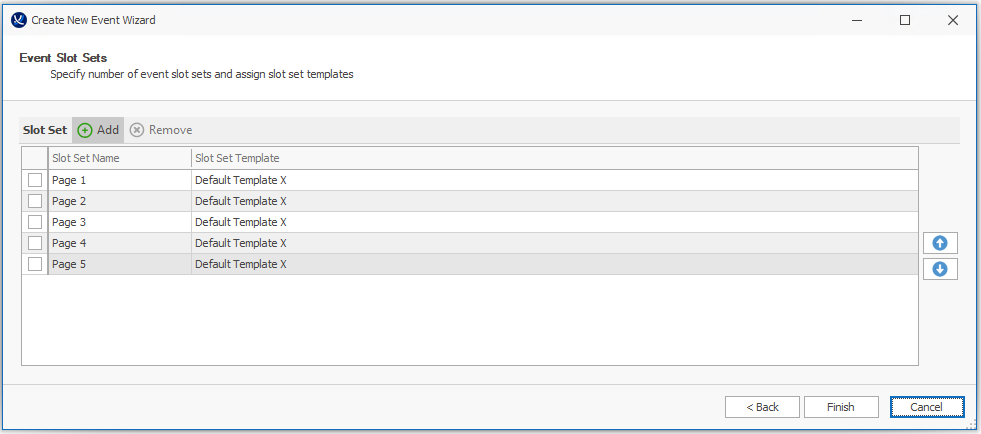 Create New Event Wizard
Event Slot Sets
Specify number of event slot sets and assign slot set templates
Slot Set Add Remove
Slot Set Name Slot Set Template
Page 1 Default Template X
Page 2 Default Template X
Page 3 Default Template X
Page 4 Default Template X
Page 5 Default Template X
< Back Finish Cancel